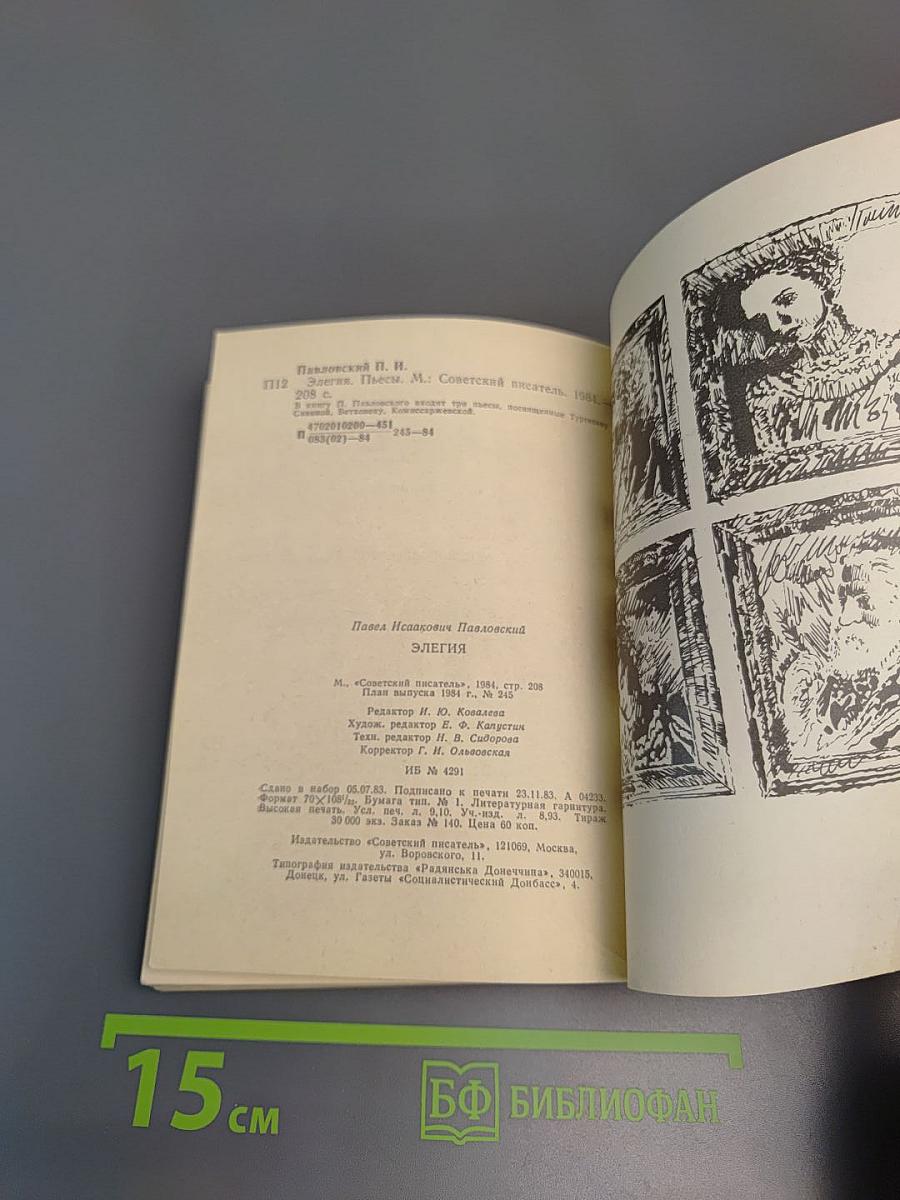 Павловский П. И.
П12 Элегия. Пьесы. М.: Советский писатель. 1984.—
208 с.
В книгу П. Павловского входят три пьесы, посвященные Тургеневу и
Савиной, Бетховену, Комиссаржевской.
П 4702010200—451 245—84
083(02)—84
Павел Исаакович Павловский
ЭЛЕГИЯ
М., «Советский писатель», 1984, стр. 208
План выпуска 1984 г., № 245
Редактор И. Ю. Ковалева
Худож. редактор Е. Ф. Капустин
Техн. редактор Н. В. Сидорова
Корректор Г. И. Ольвовская
ИБ № 4291
Сдано в набор 05.07.83. Подписано к печати 23.11.83. А 04233.
Формат 70×108¹/₃₂. Бумага тип. № 1. Литературная гарнитура.
Высокая печать. Усл. печ. л. 9,10. Уч.-изд. л. 8,93. Тираж
30 000 экз. Заказ № 140. Цена 60 коп.
Издательство «Советский писатель», 121069, Москва,
ул. Воровского, 11.
Типография издательства «Радянська Донеччина», 340015,
Донецк, ул. Газеты «Социалистический Донбасс», 4.
15 см
БФ БИБЛИОФАН